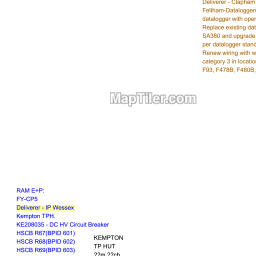 Deliverer - Clapham
Feltham-Dataloggers
datalogger with oper
Replace existing dat
SA380 and upgrade
per datalogger stand
Renew wiring with w
category 3 in location
F93, F478B, F480B,
MapTiler.com
RAM E+P:
FY-CP5
Deliverer - IP Wessex
Kempton TPH.
KE208035 - DC HV Circuit Breaker
HSCB R67(BPID 601)
HSCB R68(BPID 602)
HSCB R69(BPID 603)
KEMPTON
TP HUT
22m 22ch